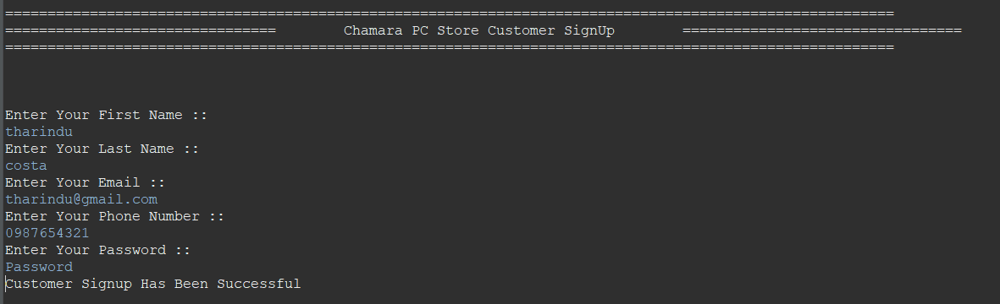 =========================================================================================================
================================        Chamara PC Store Customer SignUp        =================================
=========================================================================================================
Enter Your First Name ::
tharindu
Enter Your Last Name ::
costa
Enter Your Email ::
tharindu@gmail.com
Enter Your Phone Number ::
0987654321
Enter Your Password ::
Password
Customer Signup Has Been Successful